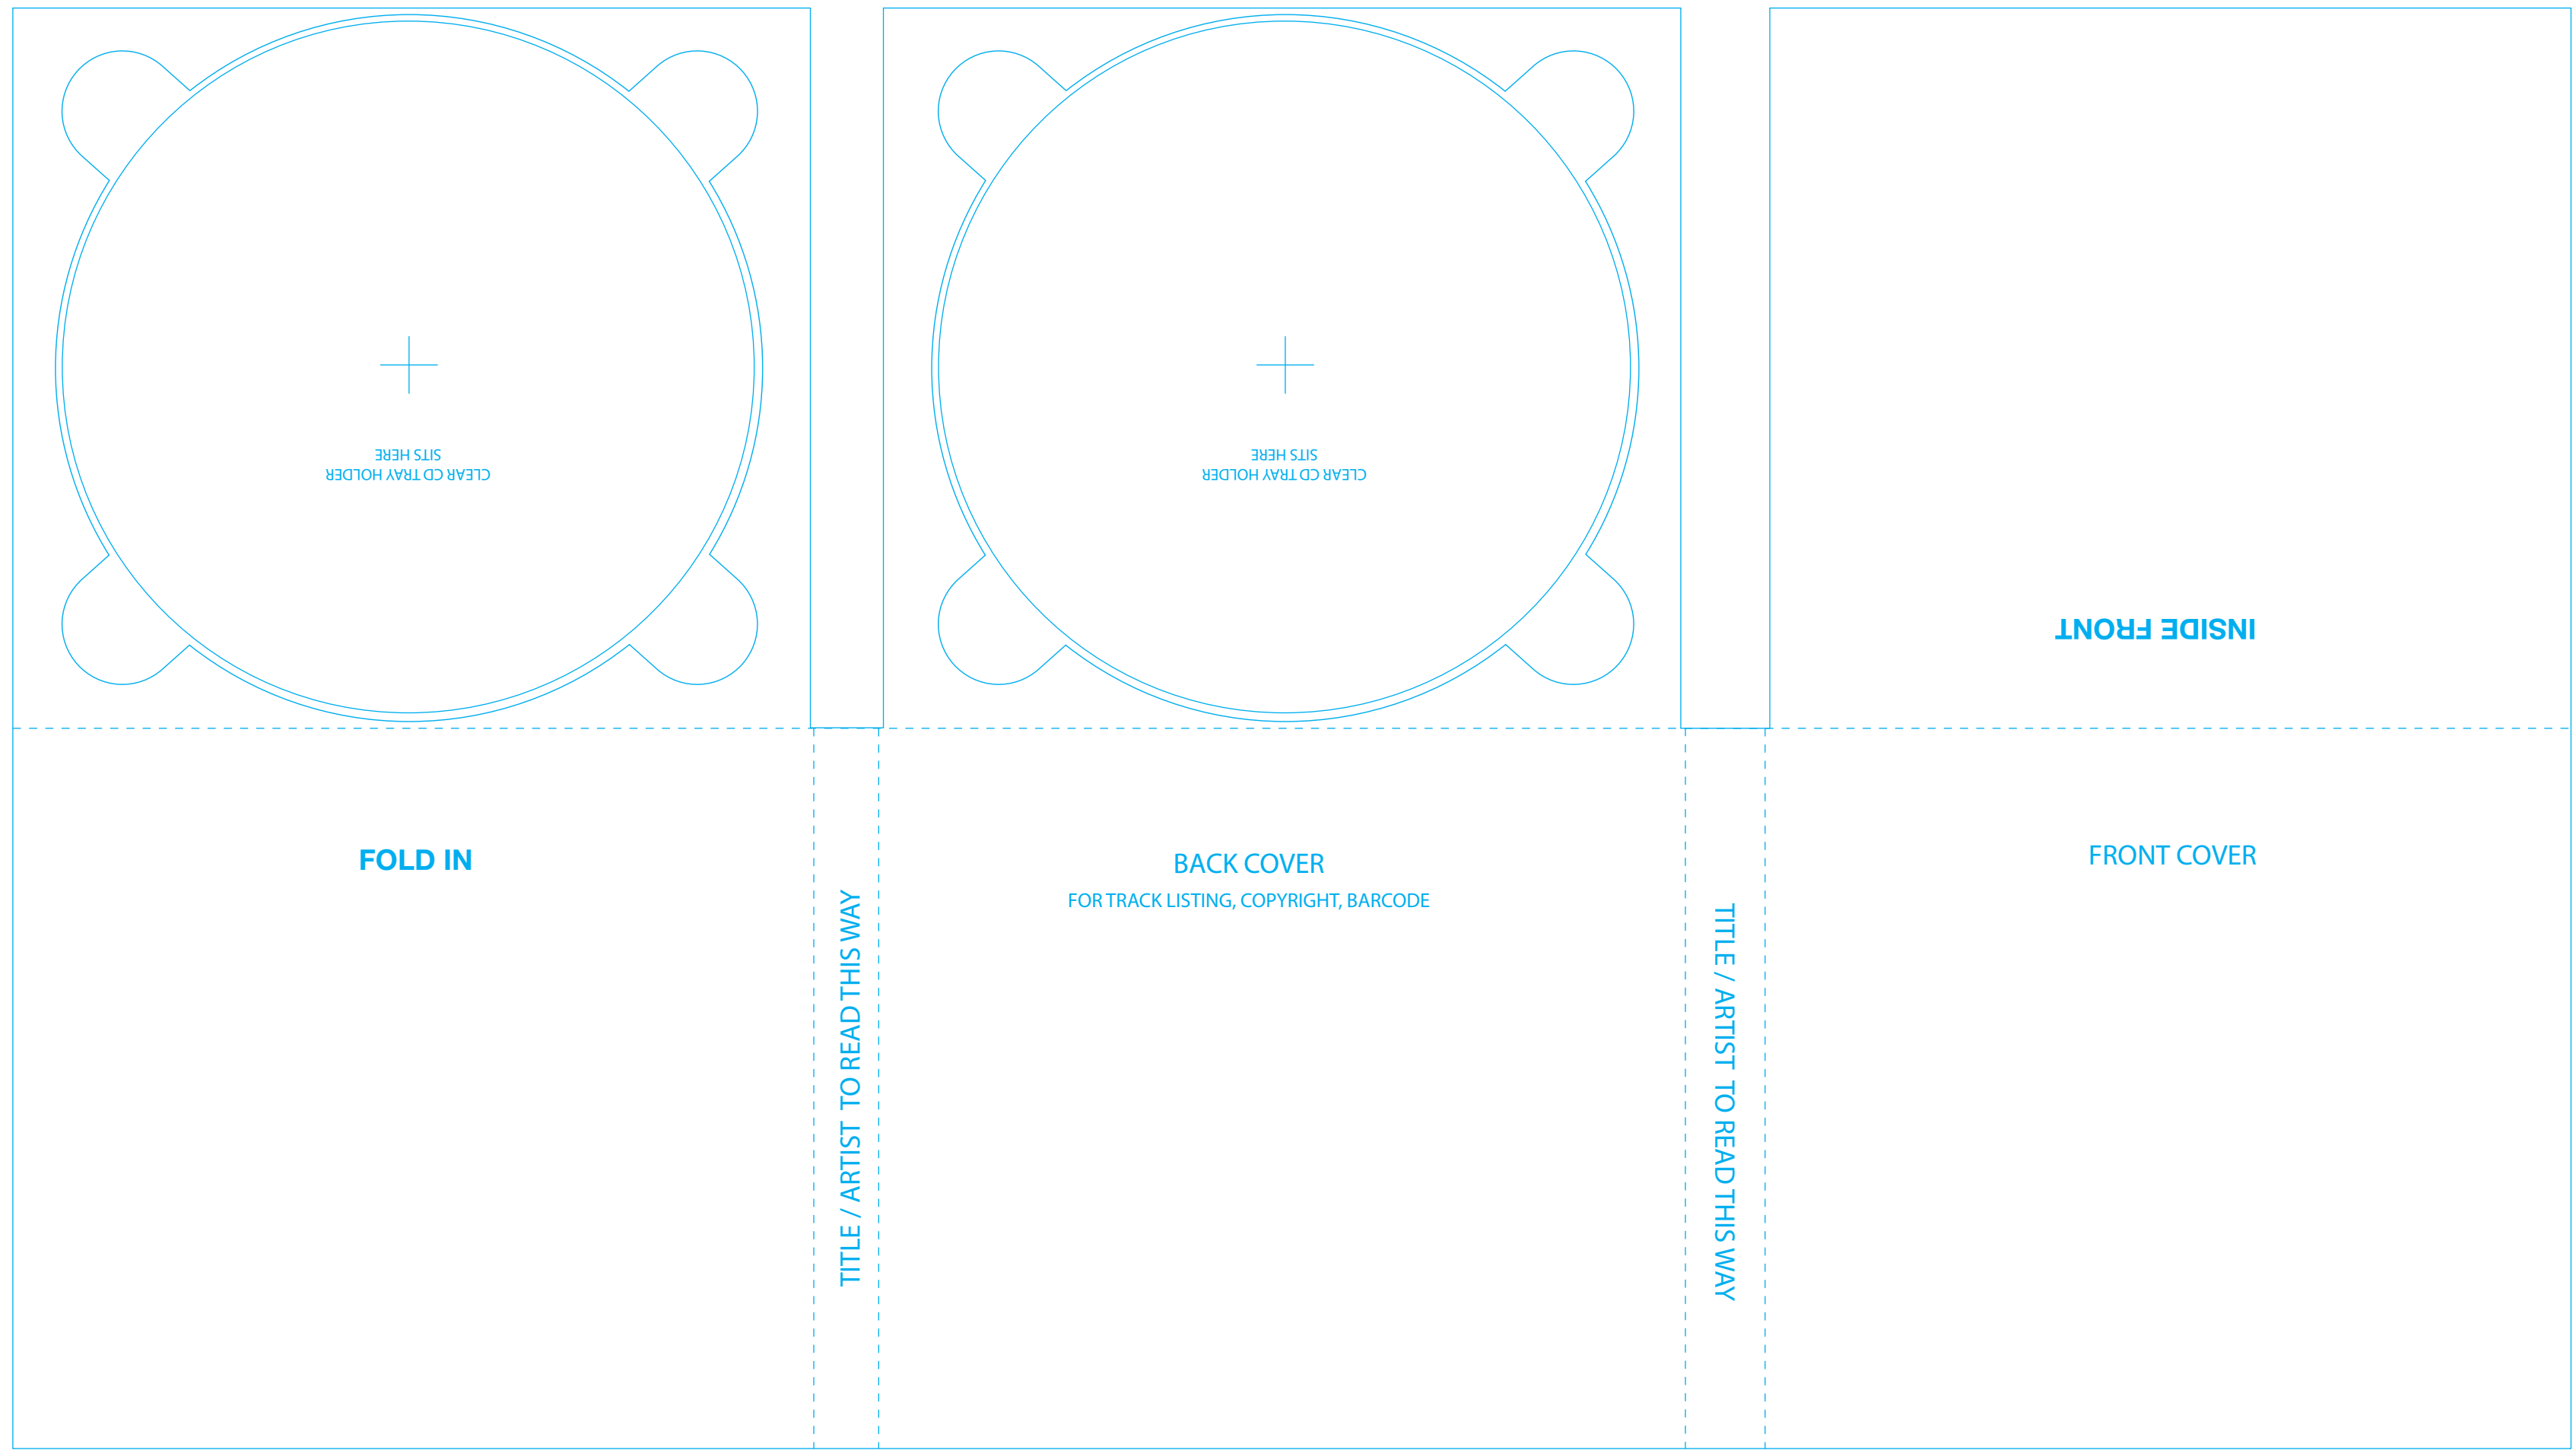 CLEAR CD TRAY HOLDER
SITS HERE
CLEAR CD TRAY HOLDER
SITS HERE
INSIDE FRONT
FOLD IN
TITLE / ARTIST TO READ THIS WAY
BACK COVER
FOR TRACK LISTING, COPYRIGHT, BARCODE
TITLE / ARTIST TO READ THIS WAY
FRONT COVER